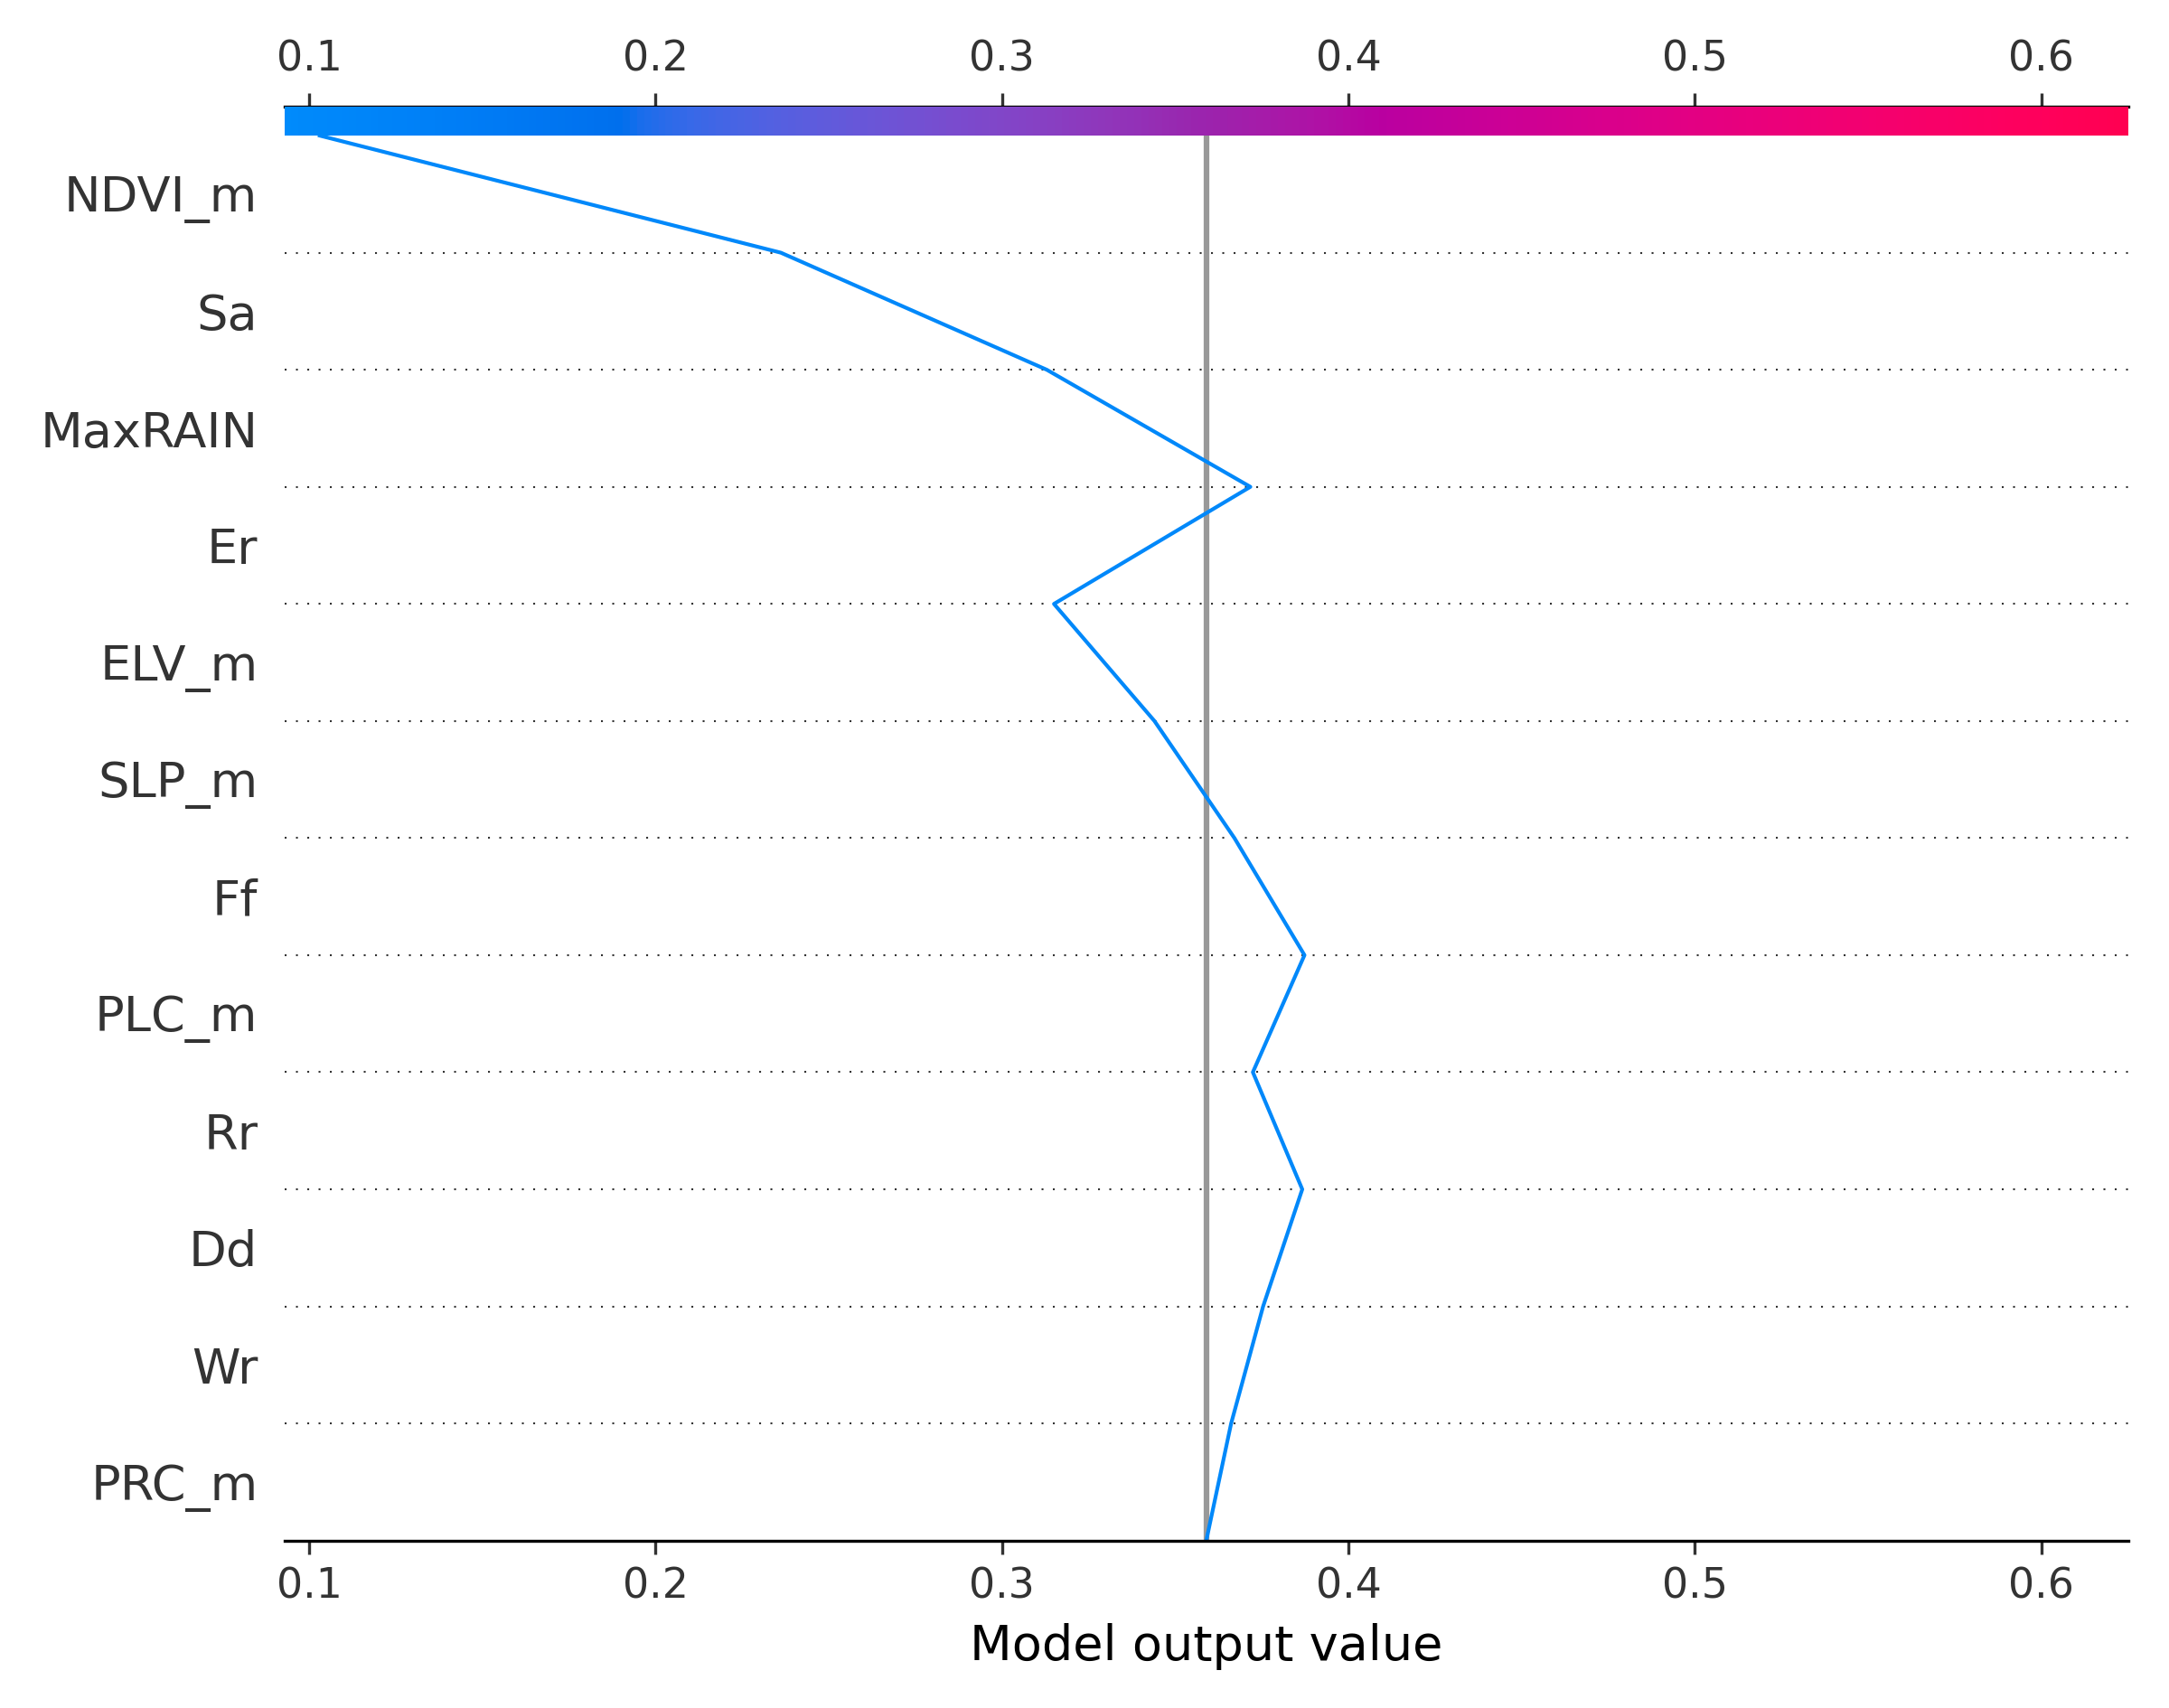 0.1 0.2 0.3 0.4 0.5 0.6
NDVI_m
Sa
MaxRAIN
Er
ELV_m
SLP_m
Ff
PLC_m
Rr
Dd
Wr
PRC_m
0.1 0.2 0.3 0.4 0.5 0.6
Model output value